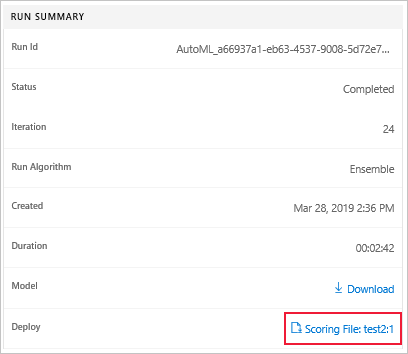 RUN SUMMARY
Run Id AutoML_a66937a1-eb63-4537-9008-5d72e7...
Status Completed
Iteration 24
Run Algorithm Ensemble
Created Mar 28, 2019 2:36 PM
Duration 00:02:42
Model Download
Deploy Scoring File: test2:1